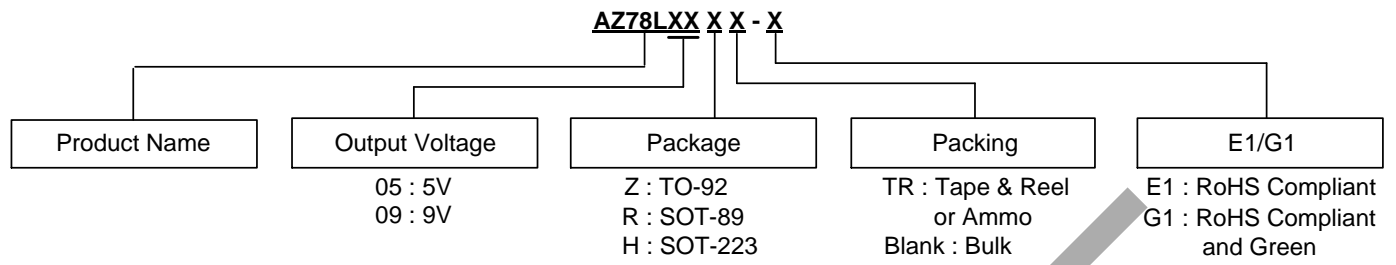 AZ78LXX X X - X
Product Name
Output Voltage
05 : 5V
09 : 9V
Package
Z : TO-92
R : SOT-89
H : SOT-223
Packing
TR : Tape & Reel
or Ammo
Blank : Bulk
E1/G1
E1 : RoHS Compliant
G1 : RoHS Compliant
and Green